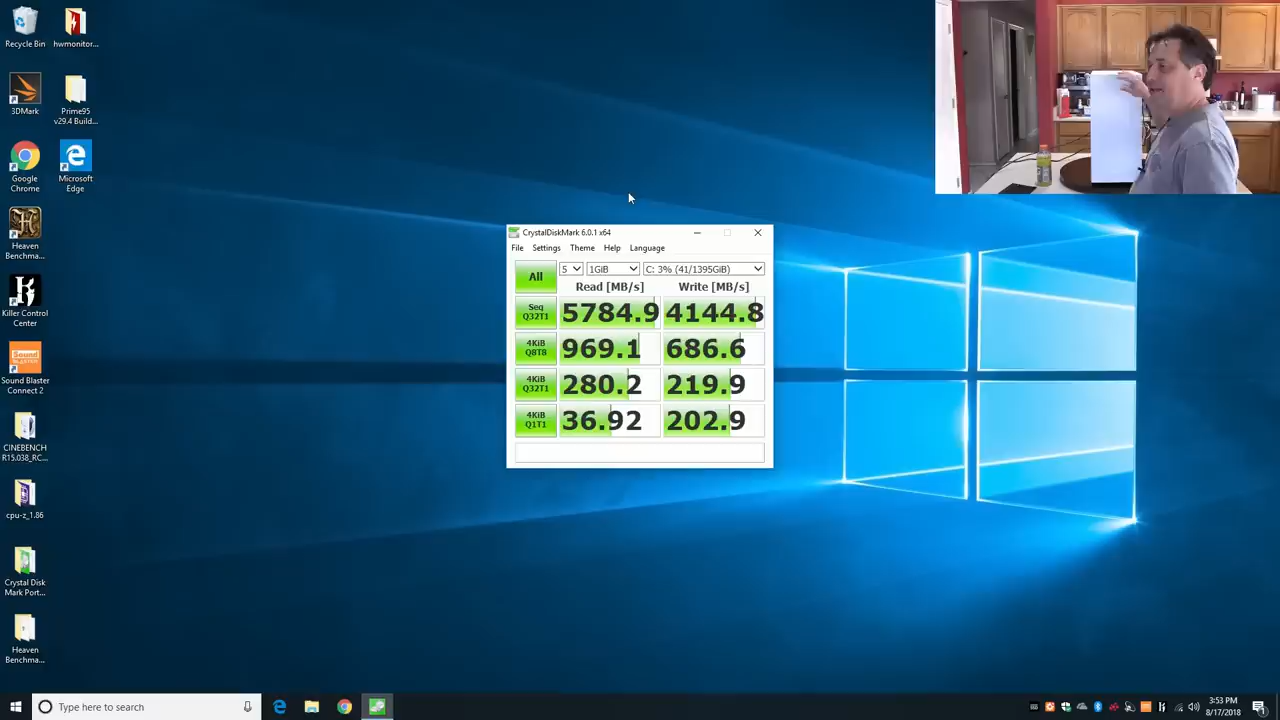 Recycle Bin
hwmonitor...
3DMark
Prime95
v29.4 Build...
Google
Chrome
Microsoft
Edge
Heaven
Benchma...
Killer Control
Center
Sound Blaster
Connect 2
CINEBENCH
R15.038_RC...
cpu-z_1.86
Crystal Disk
Mark Port...
Heaven
Benchma...
CrystalDiskMark 6.0.1 x64
File Settings Theme Help Language
All 5 1GiB C: 3% (41/1395GiB)
Read [MB/s] Write [MB/s]
Seq
Q32T1
5784.9 4144.8
4KiB
Q8T8
969.1 686.6
4KiB
Q32T1
280.2 219.9
4KiB
Q1T1
36.92 202.9
Type here to search
3:53 PM
8/17/2018